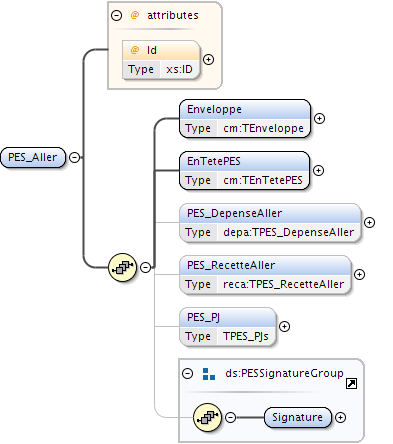 @ attributes
@ Id
Type xs:ID
PES_Aller
Enveloppe
Type cm:TEnveloppe
EnTetePES
Type cm:TEnTetePES
PES_DepenseAller
Type depa:TPES_DepenseAller
PES_RecetteAller
Type reca:TPES_RecetteAller
PES_PJ
Type TPES_PJs
ds:PESSignatureGroup
Signature